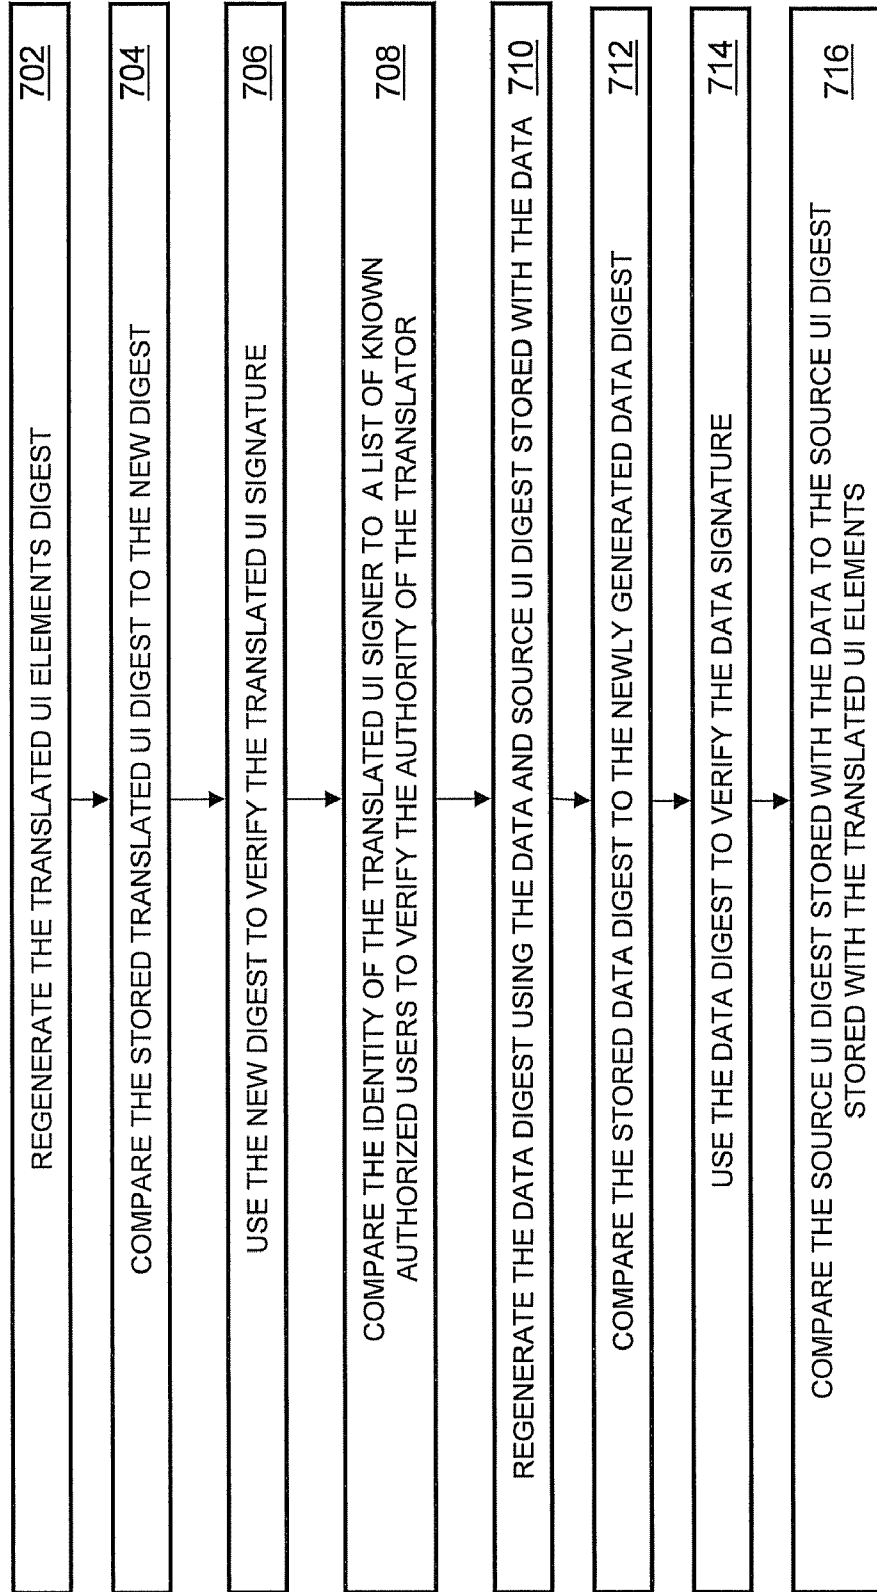 REGENERATE THE TRANSLATED UI ELEMENTS DIGEST 702
COMPARE THE STORED TRANSLATED UI DIGEST TO THE NEW DIGEST 704
USE THE NEW DIGEST TO VERIFY THE TRANSLATED UI SIGNATURE 706
COMPARE THE IDENTITY OF THE TRANSLATED UI SIGNER TO A LIST OF KNOWN 708
AUTHORIZED USERS TO VERIFY THE AUTHORITY OF THE TRANSLATOR
REGENERATE THE DATA DIGEST USING THE DATA AND SOURCE UI DIGEST STORED WITH THE DATA 710
COMPARE THE STORED DATA DIGEST TO THE NEWLY GENERATED DATA DIGEST 712
USE THE DATA DIGEST TO VERIFY THE DATA SIGNATURE 714
COMPARE THE SOURCE UI DIGEST STORED WITH THE DATA TO THE SOURCE UI DIGEST 716
STORED WITH THE TRANSLATED UI ELEMENTS